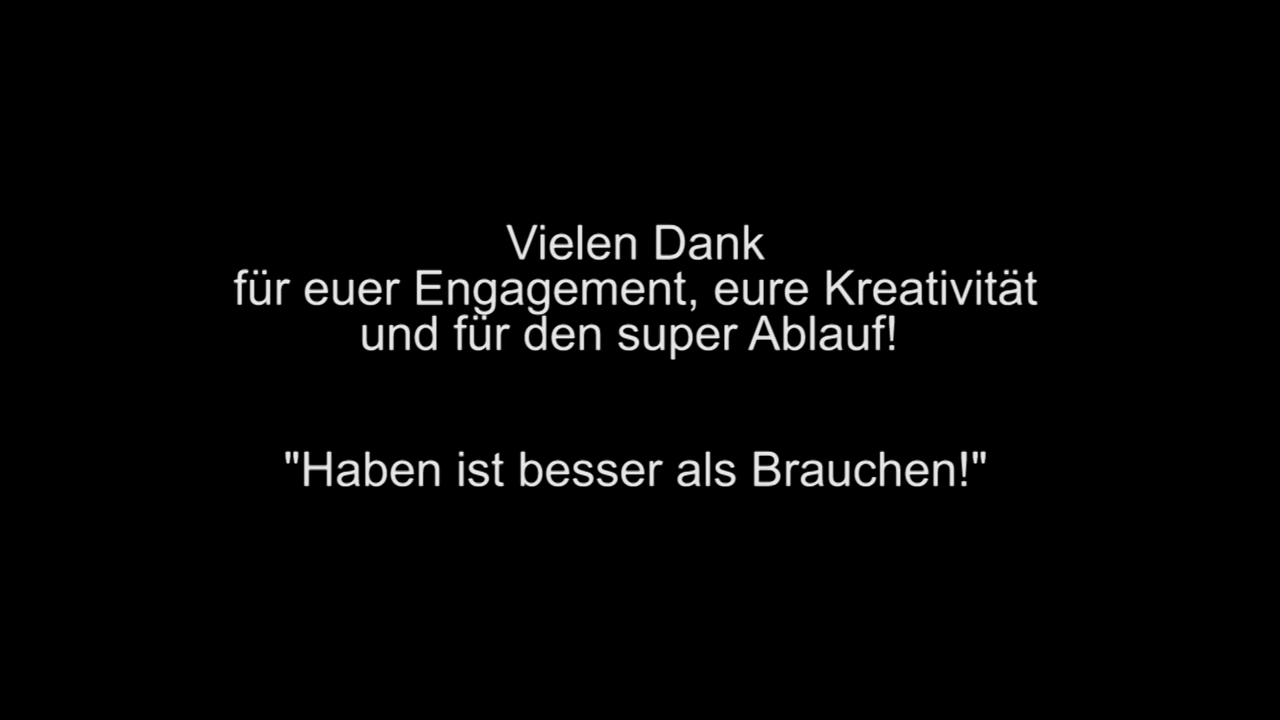 Vielen Dank
für euer Engagement, eure Kreativität
und für den super Ablauf!
"Haben ist besser als Brauchen!"